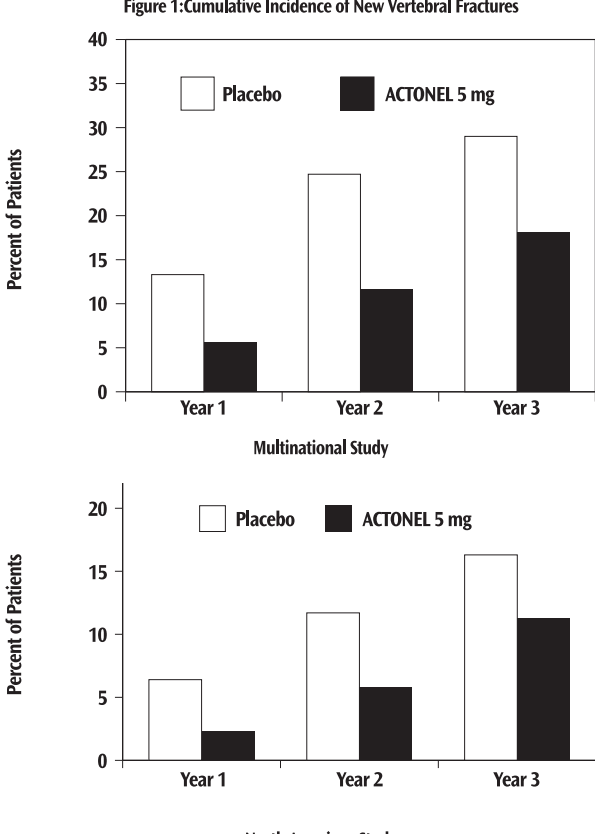 Figure 1:Cumulative Incidence of New Vertebral Fractures
40
35
30
25
20
15
10
5
0
Percent of Patients
Placebo
ACTONEL 5 mg
Year 1
Year 2
Year 3
Multinational Study
20
15
10
5
0
Percent of Patients
Placebo
ACTONEL 5 mg
Year 1
Year 2
Year 3